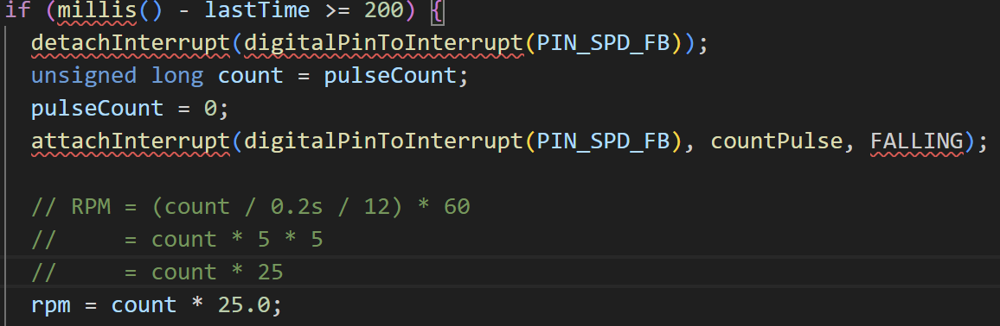 if (millis() - lastTime >= 200) {
detachInterrupt(digitalPinToInterrupt(PIN_SPD_FB));
unsigned long count = pulseCount;
pulseCount = 0;
attachInterrupt(digitalPinToInterrupt(PIN_SPD_FB), countPulse, FALLING);
// RPM = (count / 0.2s / 12) * 60
//     = count * 5 * 5
//     = count * 25
rpm = count * 25.0;